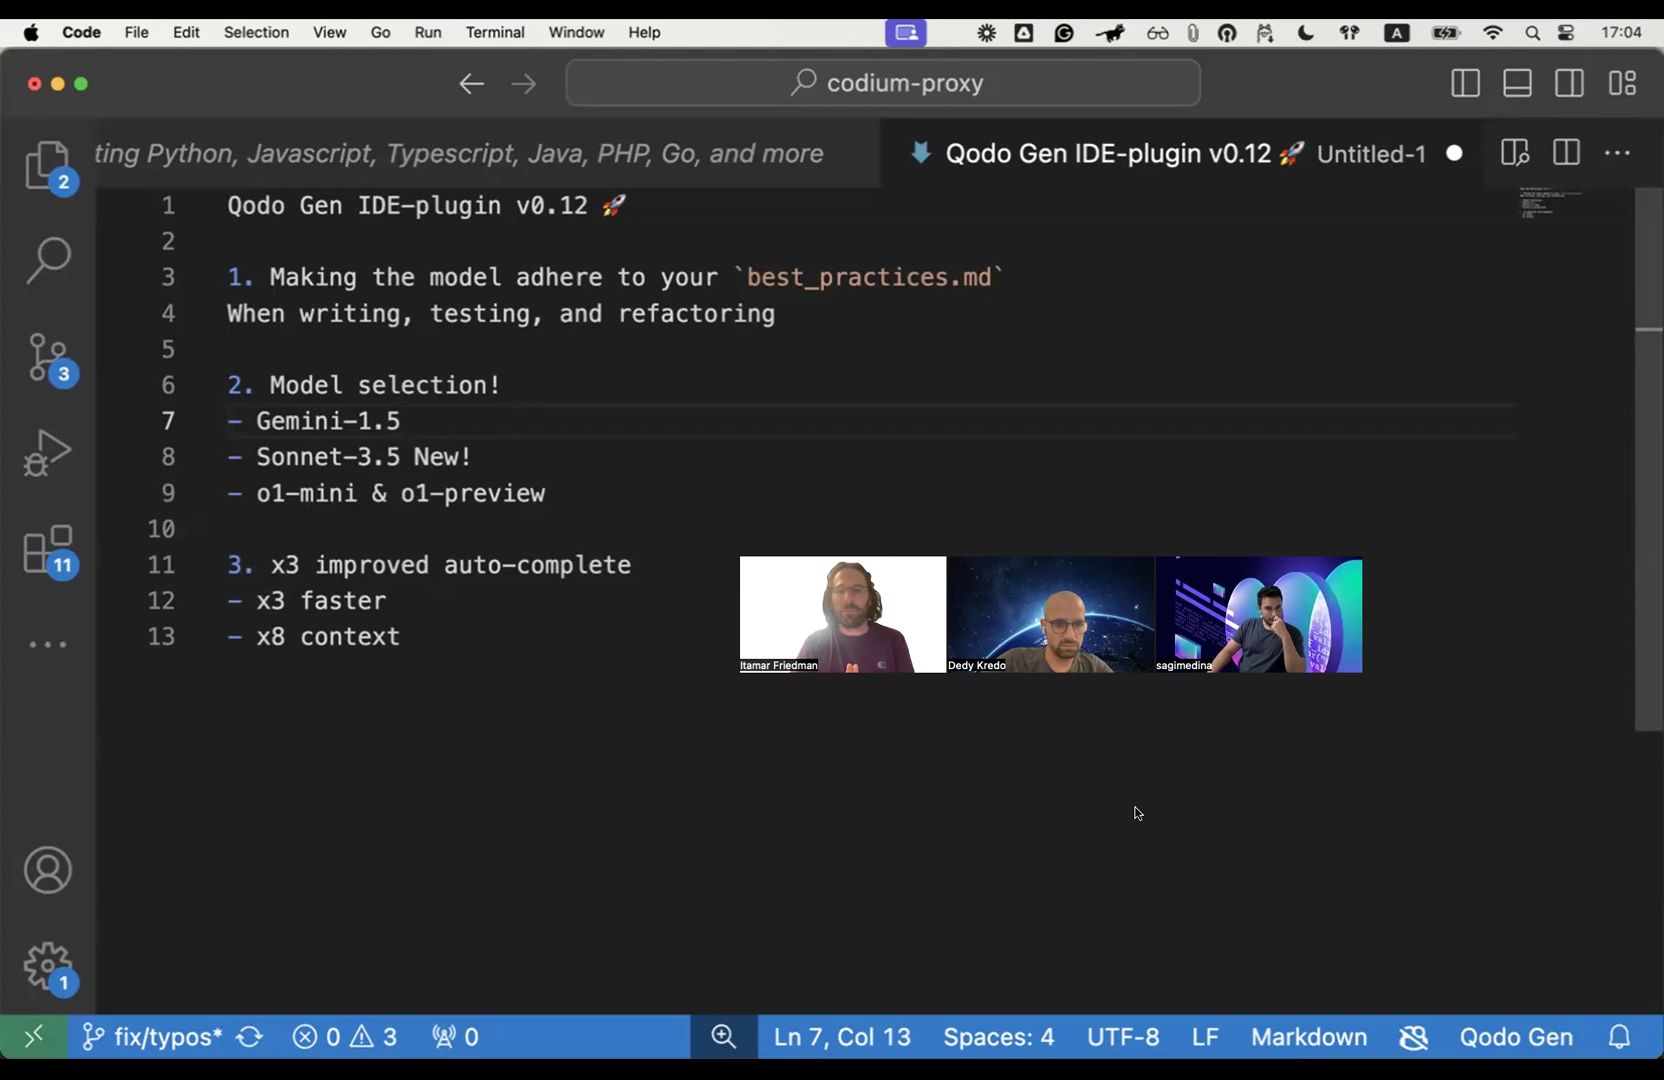 Code File Edit Selection View Go Run Terminal Window Help A 17:04
codium-proxy
ting Python, Javascript, Typescript, Java, PHP, Go, and more
Qodo Gen IDE-plugin v0.12 🚀 Untitled-1
2
3
11
1
1 Qodo Gen IDE-plugin v0.12 🚀
2
3 1. Making the model adhere to your `best_practices.md`
4 When writing, testing, and refactoring
5
6 2. Model selection!
7 - Gemini-1.5
8 - Sonnet-3.5 New!
9 - o1-mini & o1-preview
10
11 3. x3 improved auto-complete
12 - x3 faster
13 - x8 context
Itamar Friedman
Dedy Kredo
sagimedina
fix/typos* 0 3 0 Ln 7, Col 13 Spaces: 4 UTF-8 LF Markdown Qodo Gen